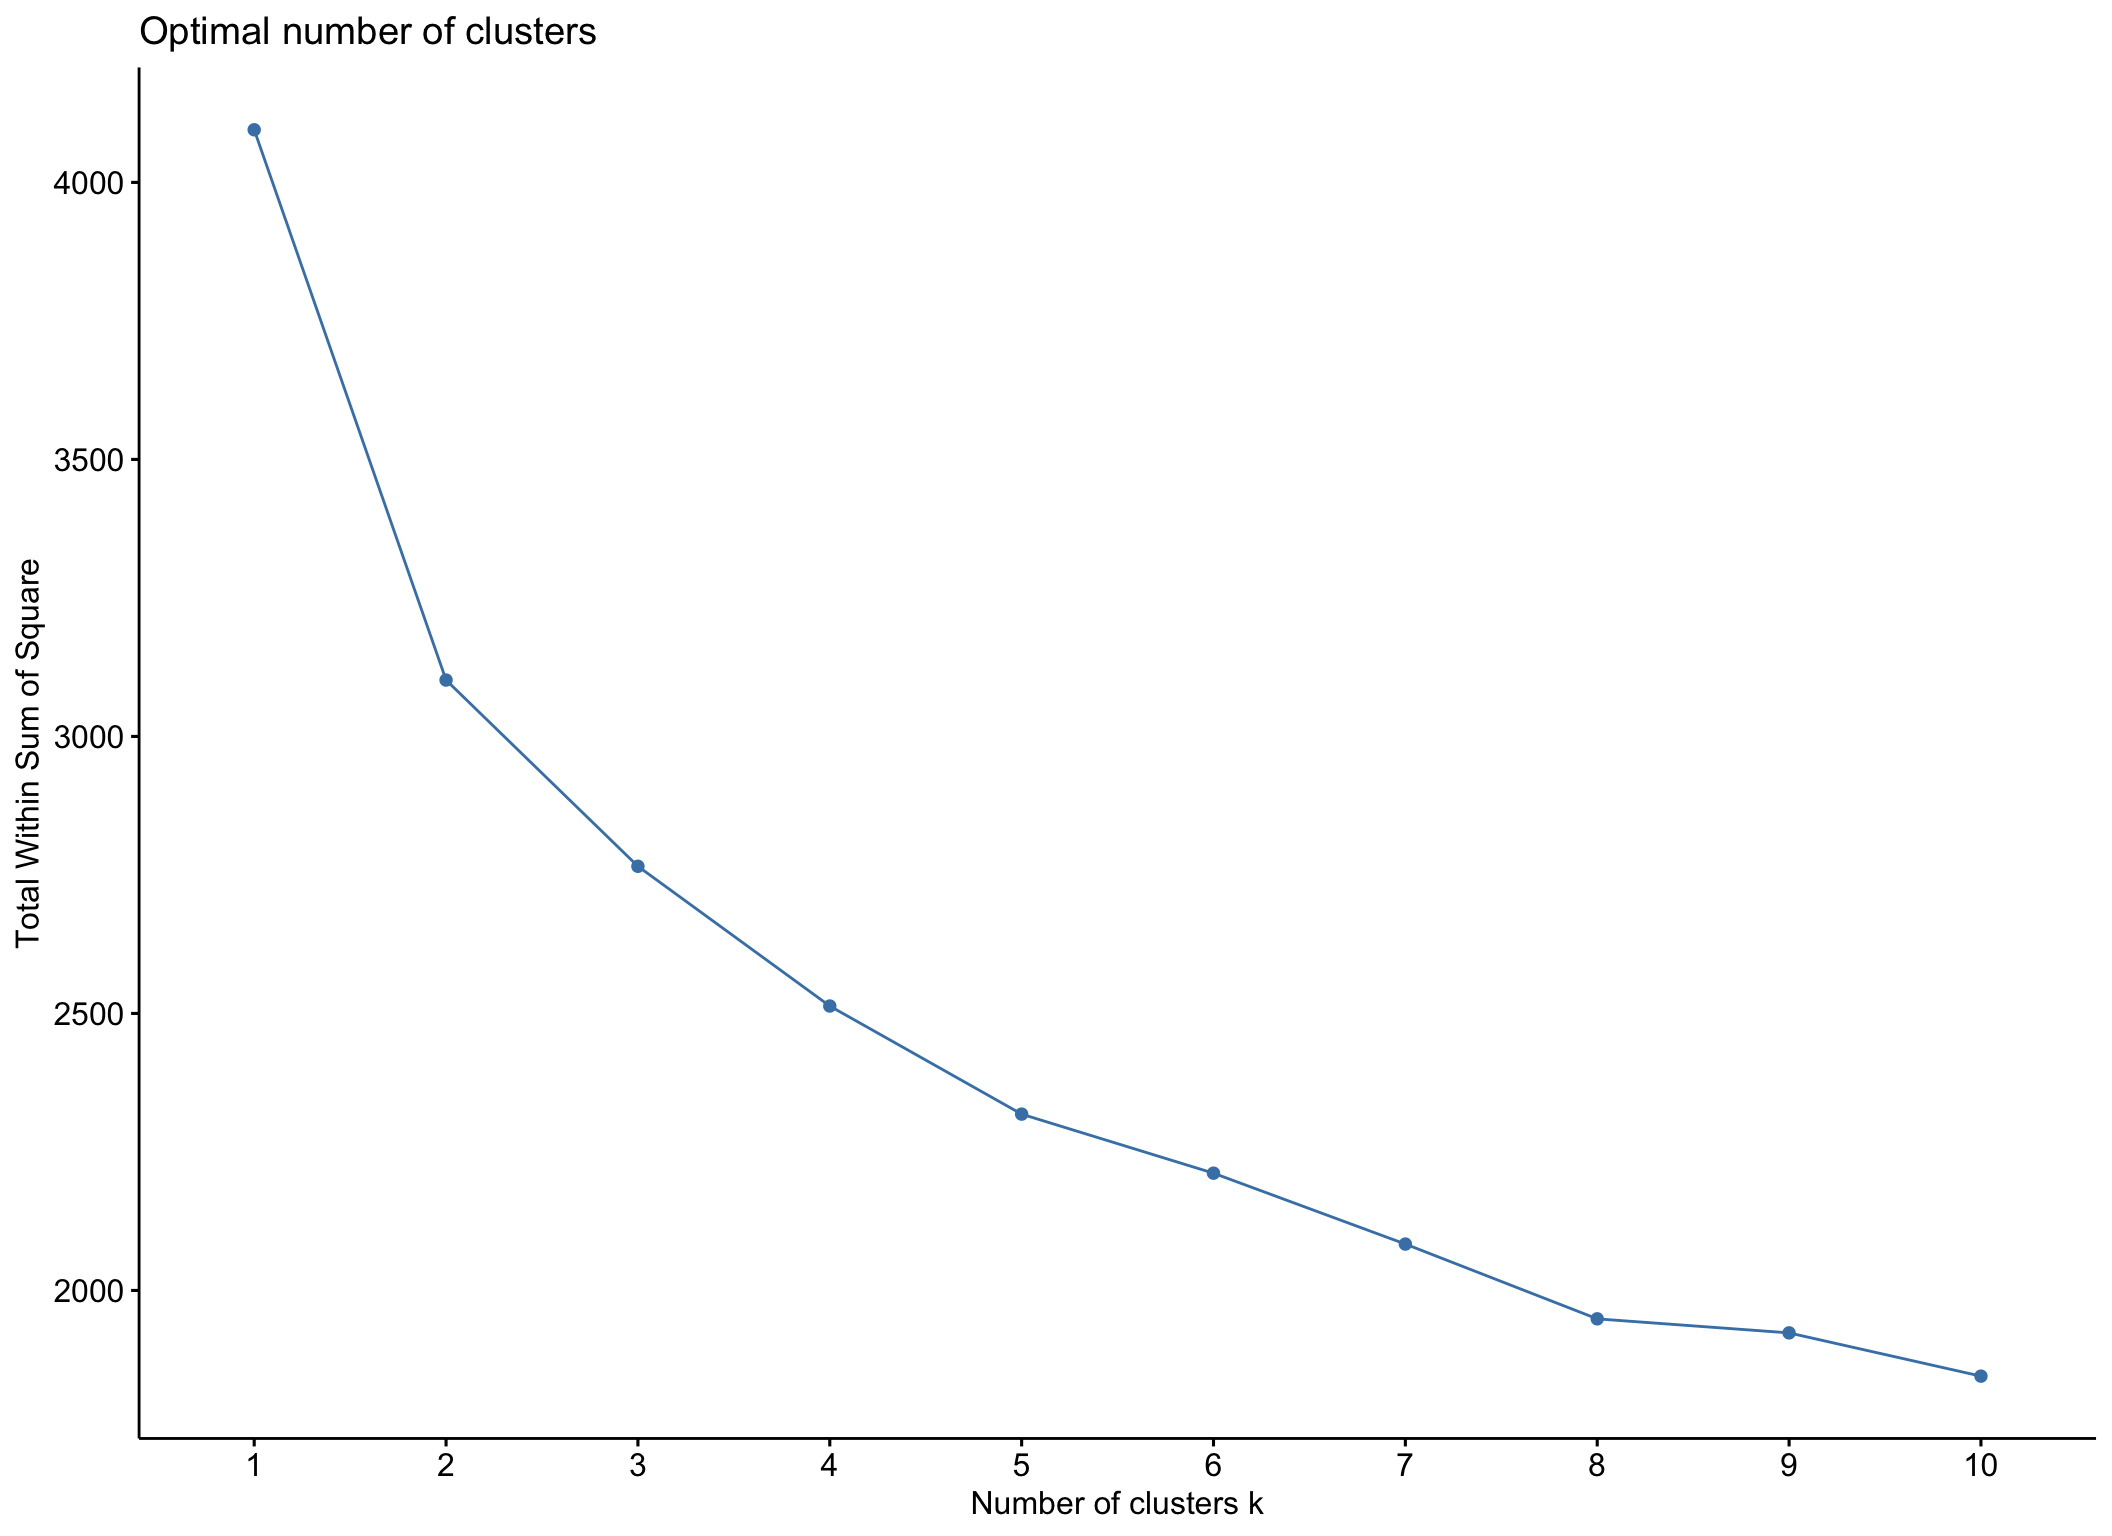 Optimal number of clusters
Total Within Sum of Square
4000
3500
3000
2500
2000
1 2 3 4 5 6 7 8 9 10
Number of clusters k